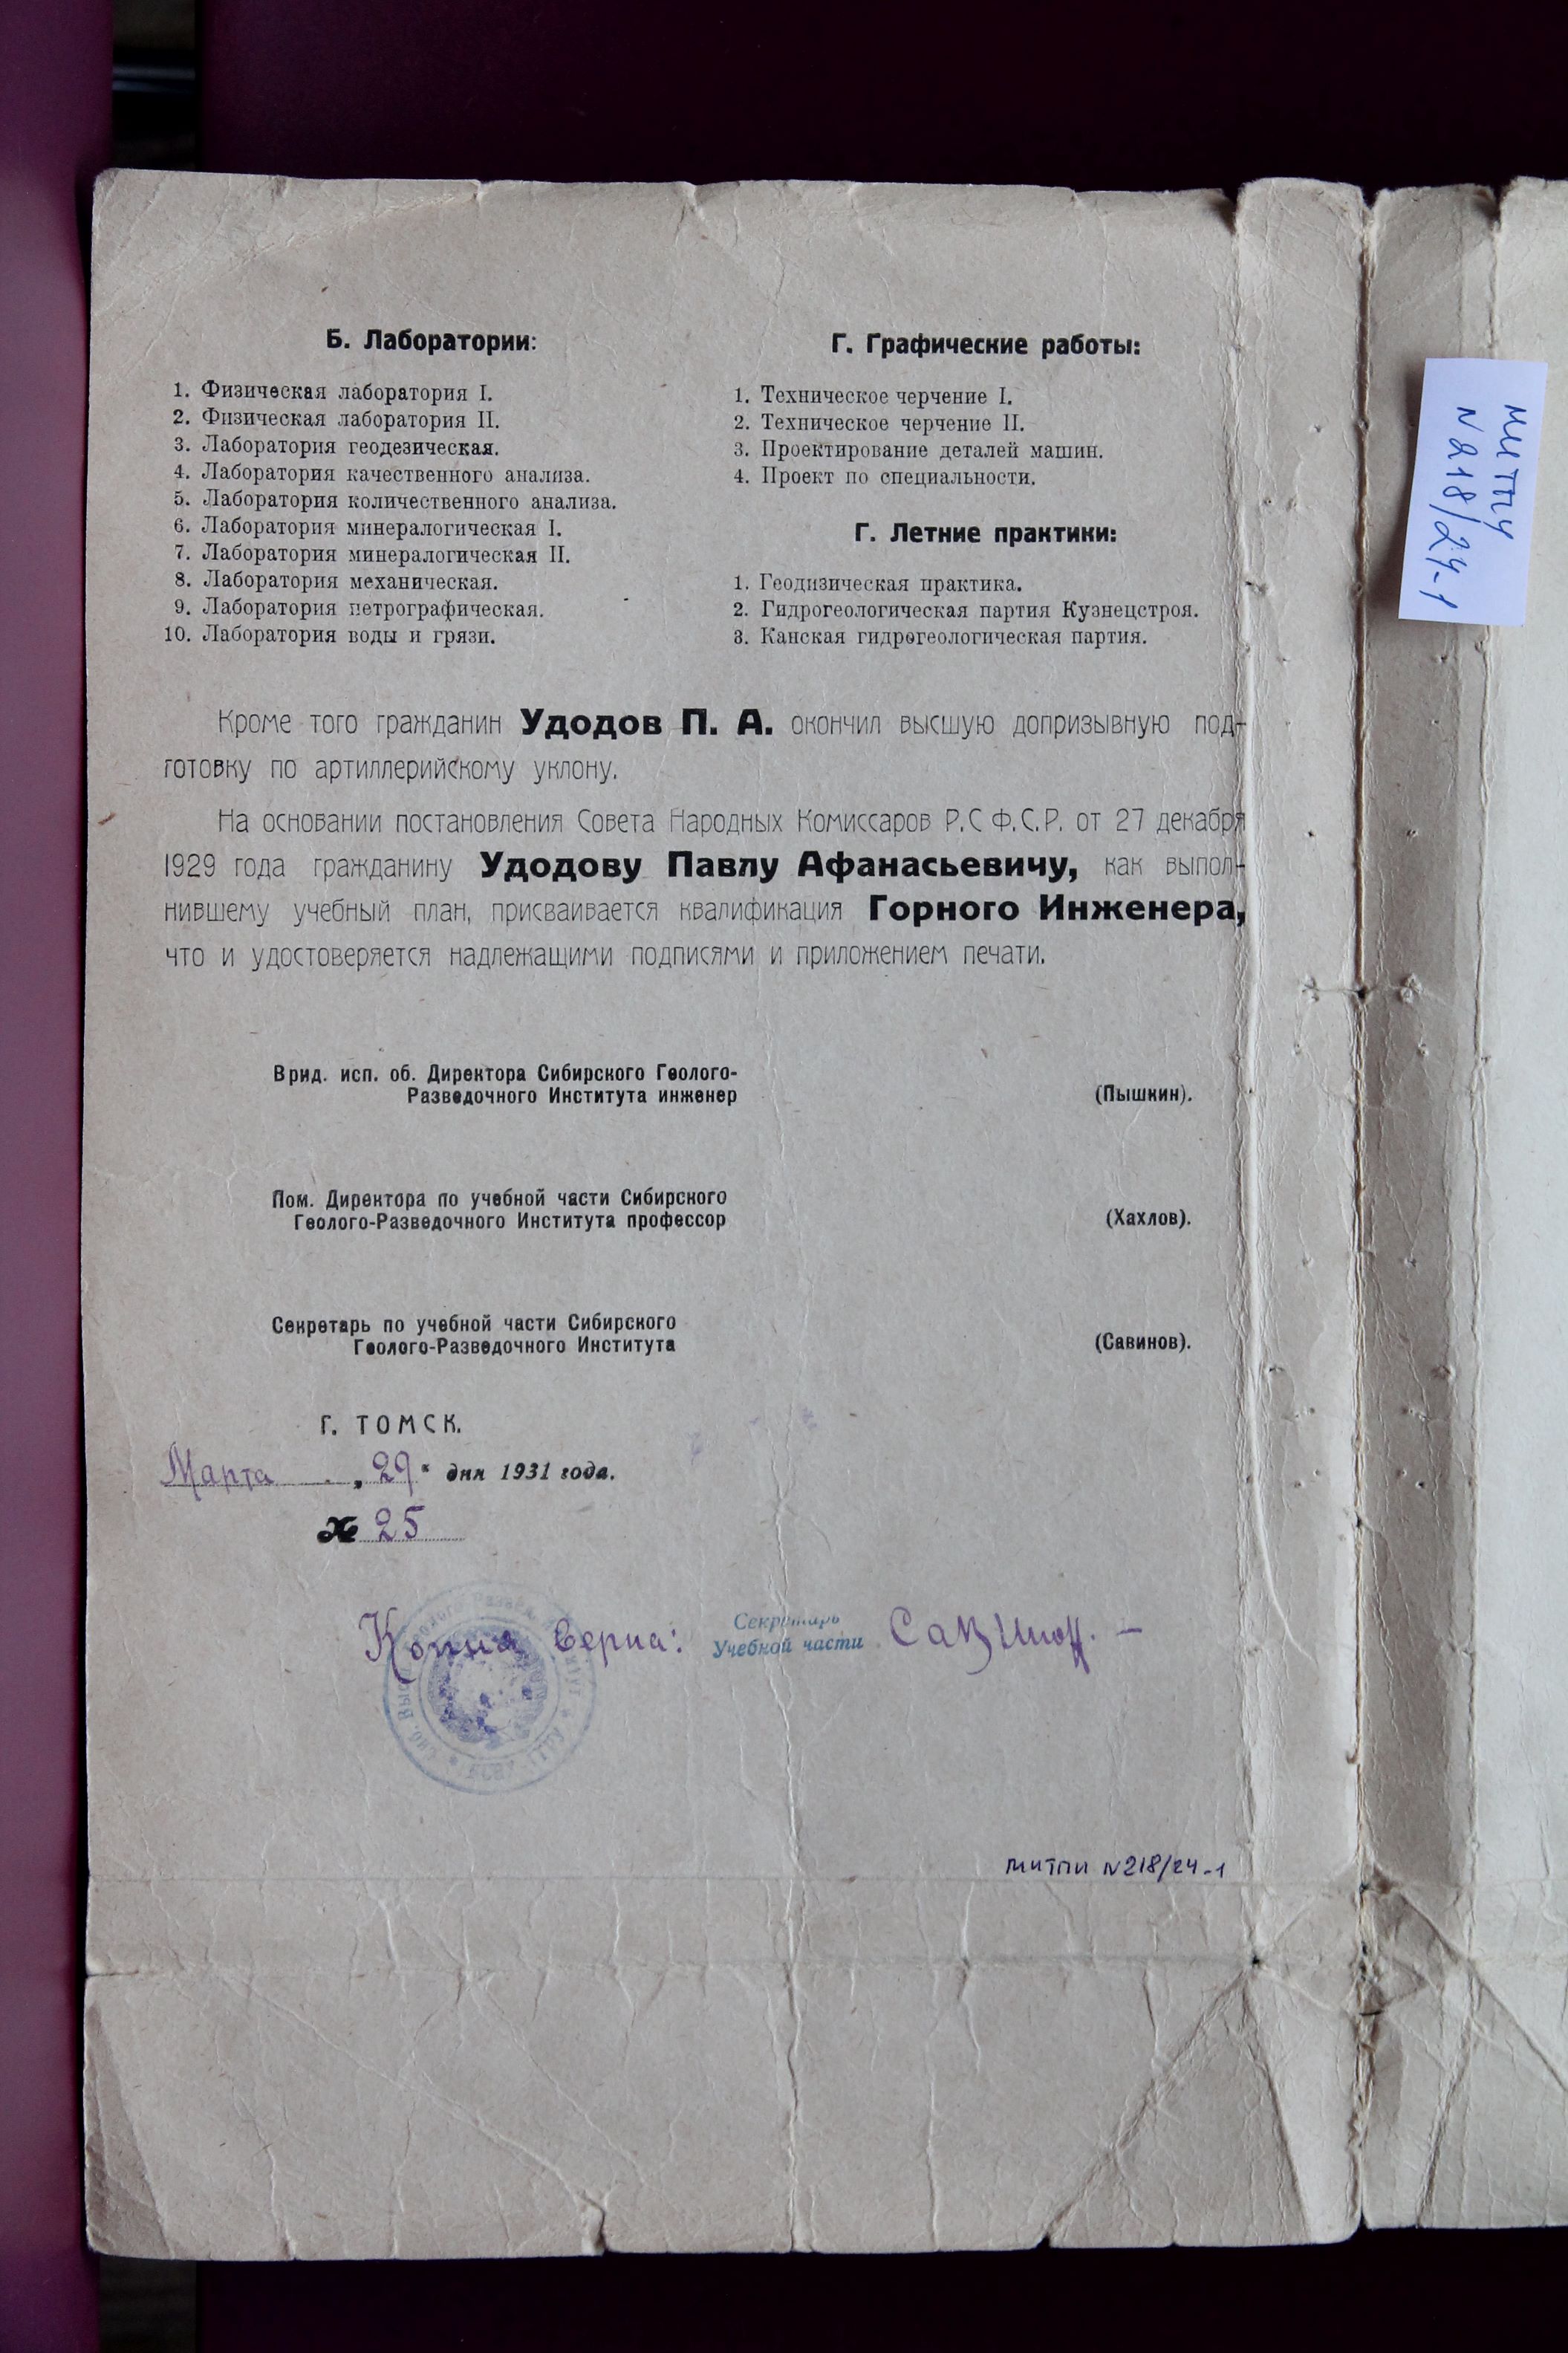 Б. Лаборатории:
1. Физическая лаборатория I.
2. Физическая лаборатория II.
3. Лаборатория геодезическая.
4. Лаборатория качественного анализа.
5. Лаборатория количественного анализа.
6. Лаборатория минералогическая I.
7. Лаборатория минералогическая II.
8. Лаборатория механическая.
9. Лаборатория петрографическая.
10. Лаборатория воды и грязи.
Г. Графические работы:
1. Техническое черчение I.
2. Техническое черчение II.
3. Проектирование деталей машин.
4. Проект по специальности.
Г. Летние практики:
1. Геодизическая практика.
2. Гидрогеологическая партия Кузнецстроя.
3. Канская гидрогеологическая партия.
Кроме того гражданин Удодов П. А. окончил высшую допризывную под-
готовку по артиллерийскому уклону.
На основании постановления Совета Народных Комиссаров Р.С.Ф.С.Р. от 27 декабря
1929 года гражданину Удодову Павлу Афанасьевичу, как выпол-
нившему учебный план, присваивается квалификация Горного Инженера,
что и удостоверяется надлежащими подписями и приложением печати.
Врид. исп. об. Директора Сибирского Геолого-
Разведочного Института инженер (Пышкин).
Пом. Директора по учебной части Сибирского
Геолого-Разведочного Института профессор (Хахлов).
Секретарь по учебной части Сибирского
Геолого-Разведочного Института (Савинов).
Г. ТОМСК.
Марта „29" дня 1931 года.
№ 25
Копия верна: Секретарь Учебной части Савинов. —
МИТПИ N218/24-1
МИТПУ
N 218/24-1